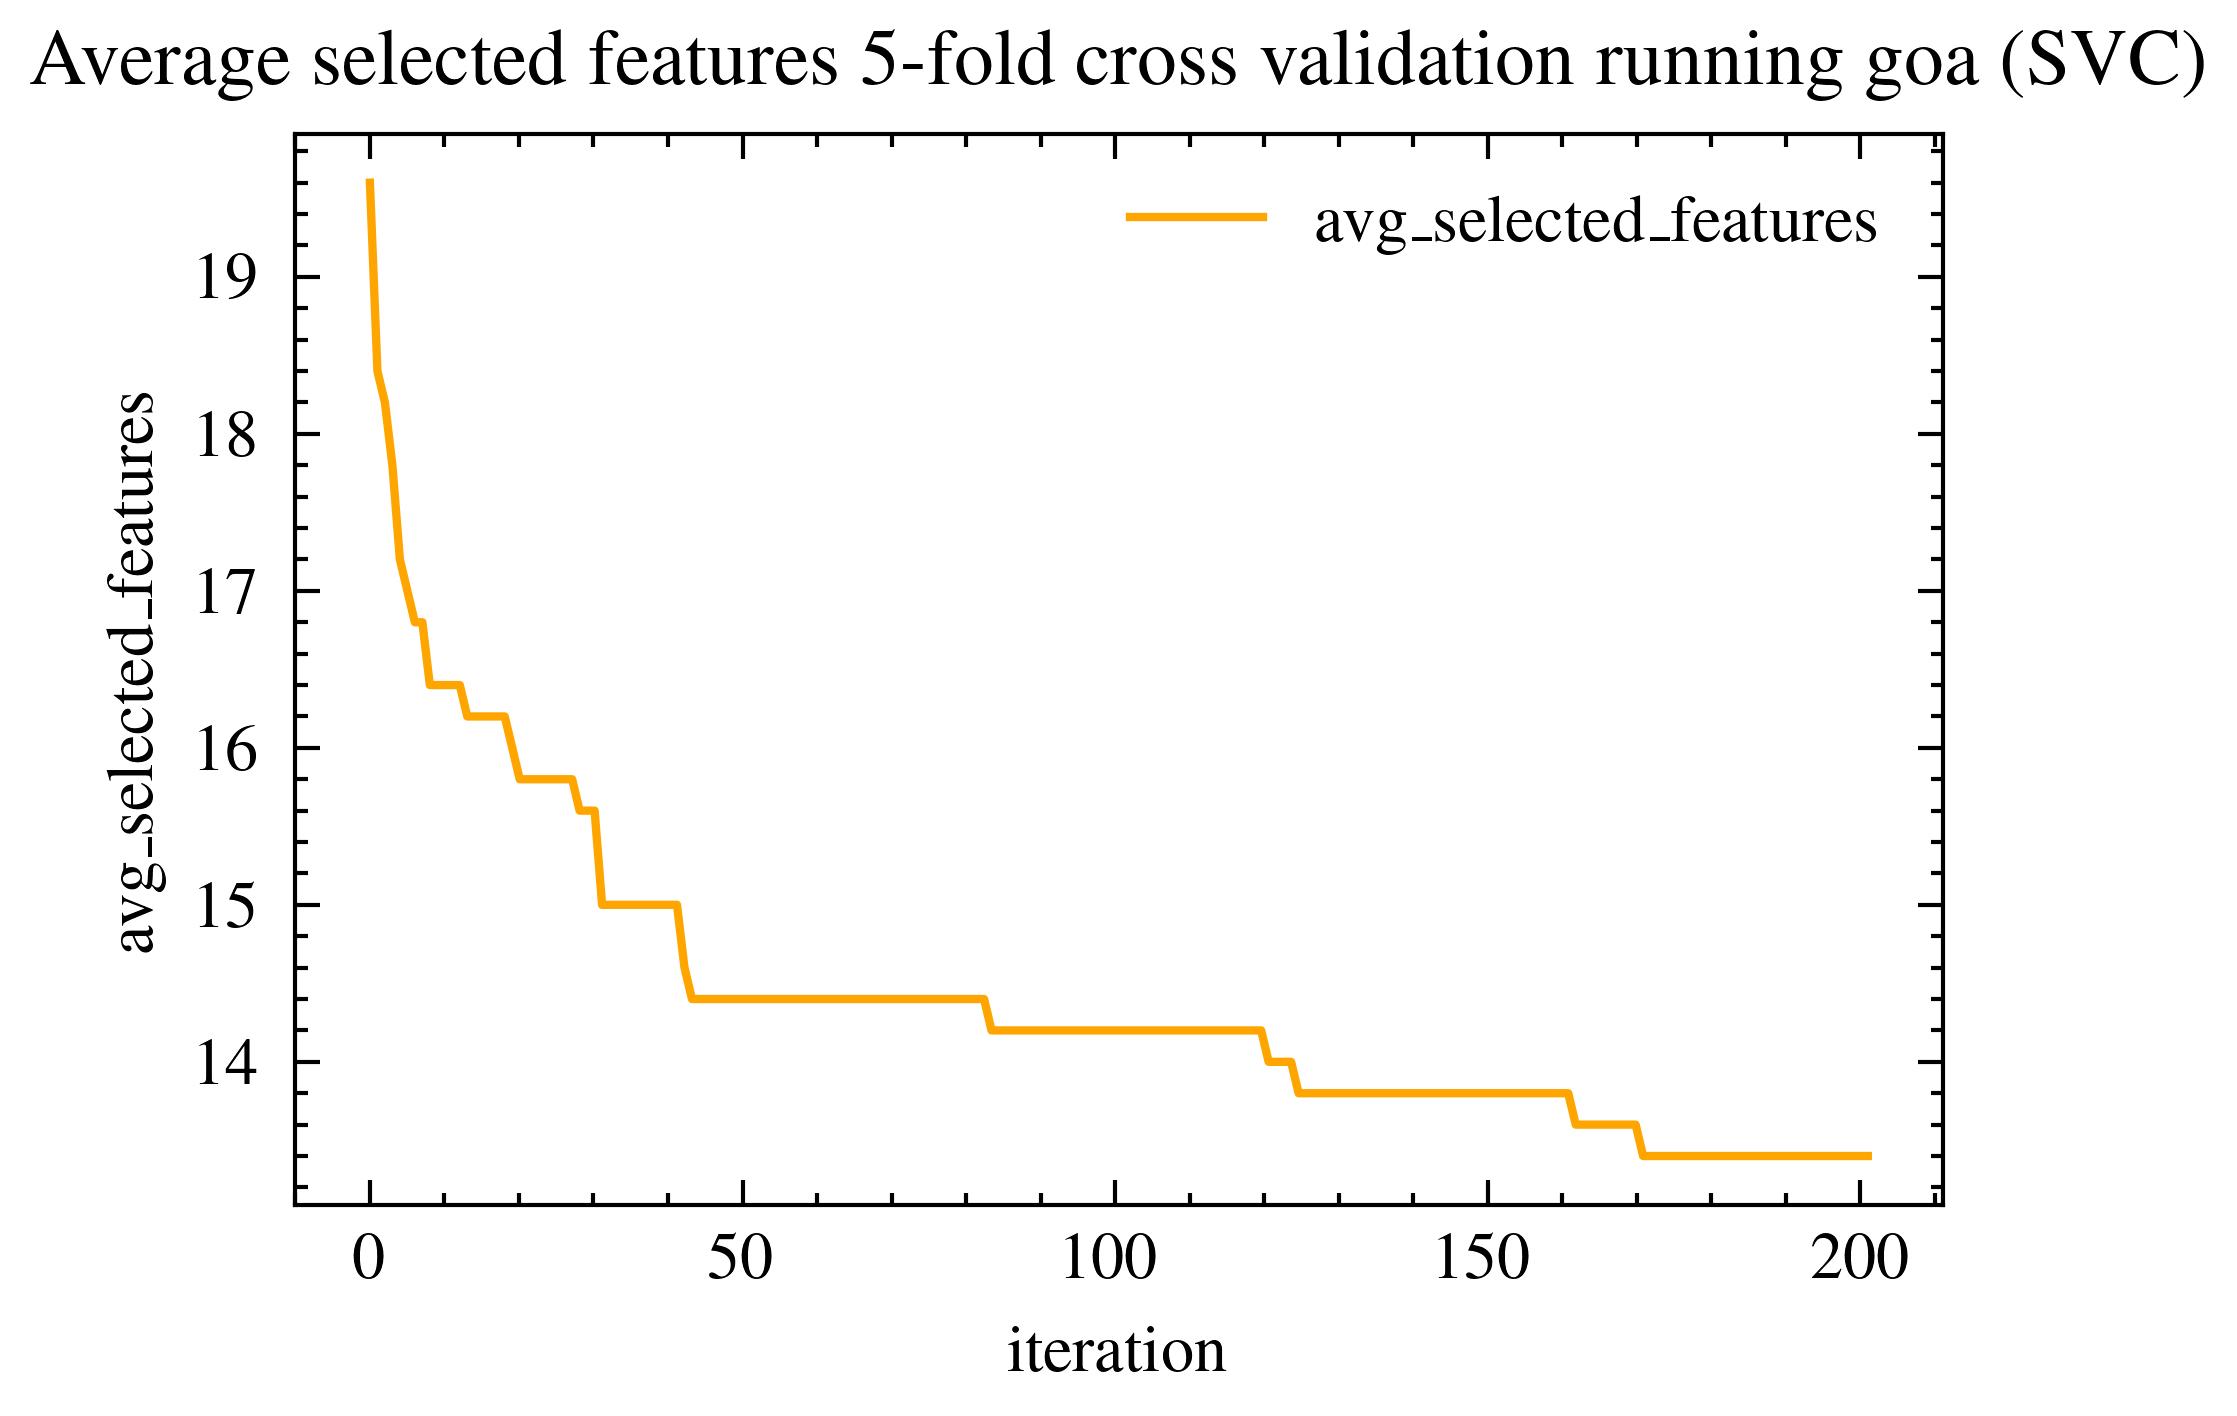 Average selected features 5-fold cross validation running goa (SVC)
avg_selected_features
avg_selected_features
19
18
17
16
15
14
0 50 100 150 200
iteration